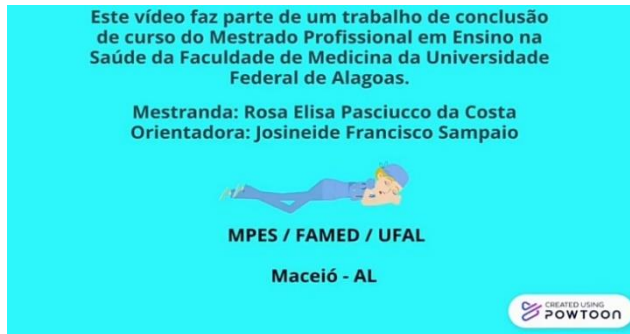 Este vídeo faz parte de um trabalho de conclusão
de curso do Mestrado Profissional em Ensino na
Saúde da Faculdade de Medicina da Universidade
Federal de Alagoas.
Mestranda: Rosa Elisa Pasciucco da Costa
Orientadora: Josineide Francisco Sampaio
MPES / FAMED / UFAL
Maceió - AL
CREATED USING
POWTOON